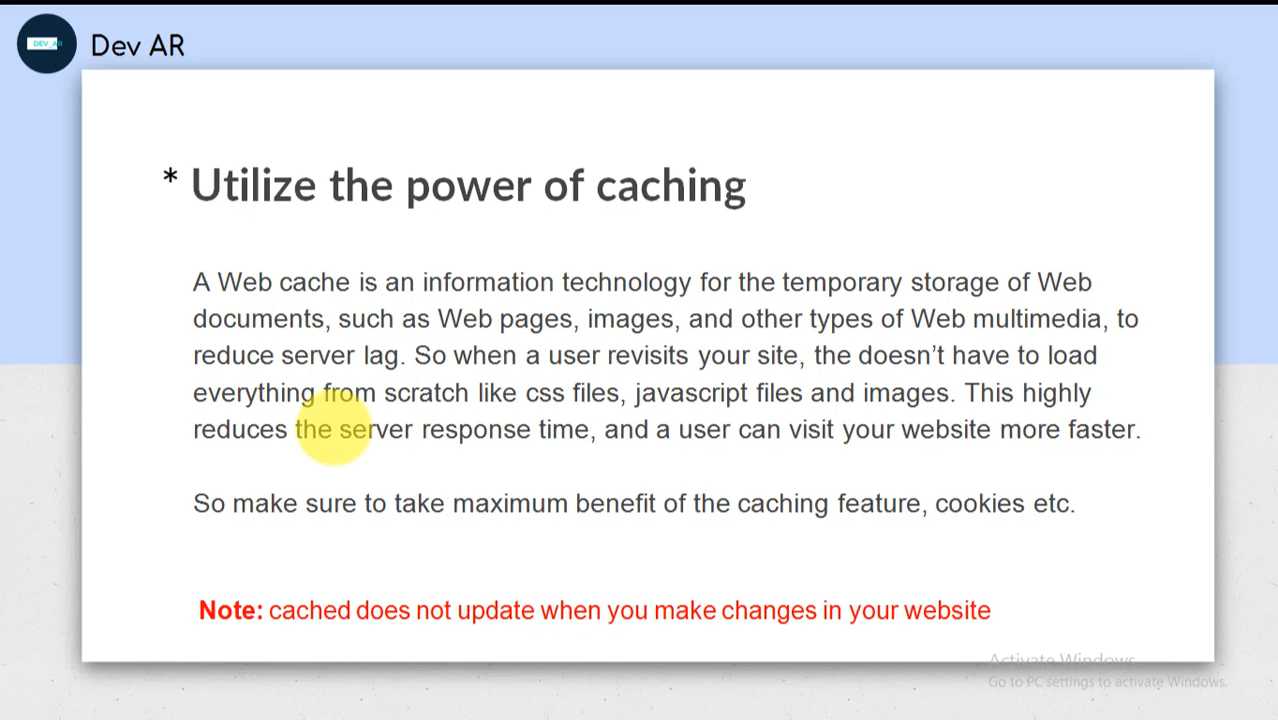 DEV_AR
Dev AR
* Utilize the power of caching
A Web cache is an information technology for the temporary storage of Web
documents, such as Web pages, images, and other types of Web multimedia, to
reduce server lag. So when a user revisits your site, the doesn’t have to load
everything from scratch like css files, javascript files and images. This highly
reduces the server response time, and a user can visit your website more faster.
So make sure to take maximum benefit of the caching feature, cookies etc.
Note: cached does not update when you make changes in your website
Activate Windows
Go to PC settings to activate Windows.